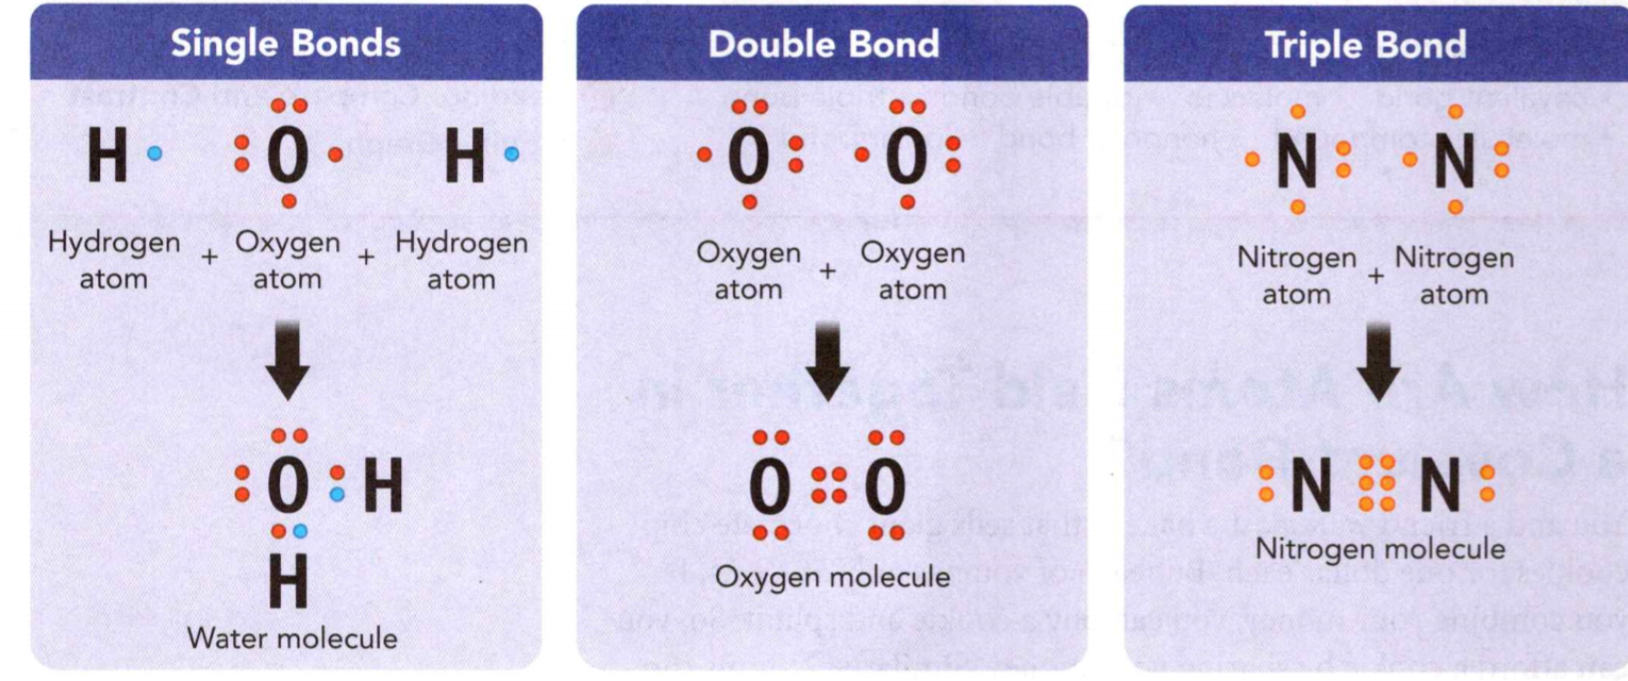 Single Bonds
H O H
Hydrogen atom + Oxygen atom + Hydrogen atom
O H
H
Water molecule
Double Bond
O O
Oxygen atom + Oxygen atom
O O
Oxygen molecule
Triple Bond
N N
Nitrogen atom + Nitrogen atom
N N
Nitrogen molecule